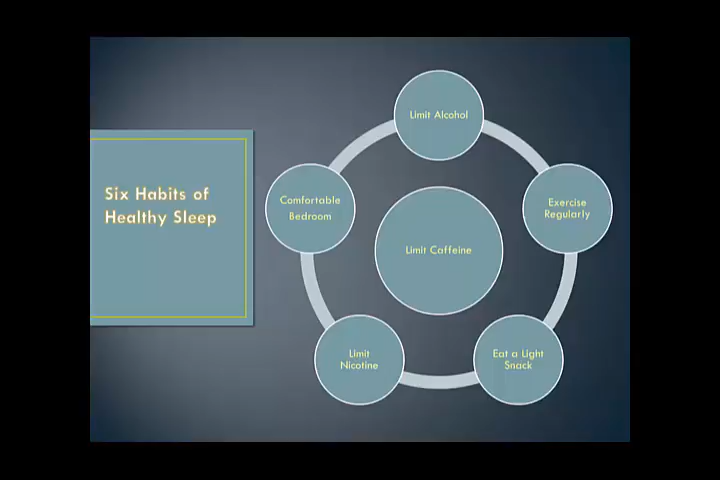 Six Habits of
Healthy Sleep
Limit Alcohol
Comfortable
Bedroom
Exercise
Regularly
Limit Caffeine
Limit
Nicotine
Eat a Light
Snack